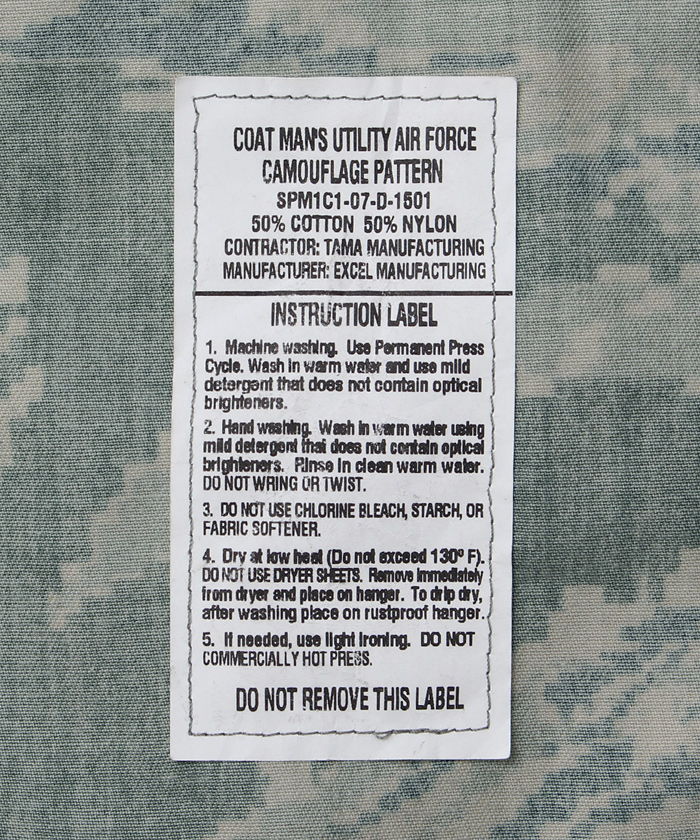 COAT MAN'S UTILITY AIR FORCE
CAMOUFLAGE PATTERN
SPM1C1-07-D-1501
50% COTTON 50% NYLON
CONTRACTOR: TAMA MANUFACTURING
MANUFACTURER: EXCEL MANUFACTURING
INSTRUCTION LABEL
1. Machine washing. Use Permanent Press
Cycle. Wash in warm water and use mild
detergent that does not contain optical
brighteners.
2. Hand washing. Wash in warm water using
mild detergent that does not contain optical
brighteners. Rinse in clean warm water.
DO NOT WRING OR TWIST.
3. DO NOT USE CHLORINE BLEACH, STARCH, OR
FABRIC SOFTENER.
4. Dry at low heat (Do not exceed 130º F).
DO NOT USE DRYER SHEETS. Remove immediately
from dryer and place on hanger. To drip dry,
after washing place on rustproof hanger.
5. If needed, use light ironing. DO NOT
COMMERCIALLY HOT PRESS.
DO NOT REMOVE THIS LABEL